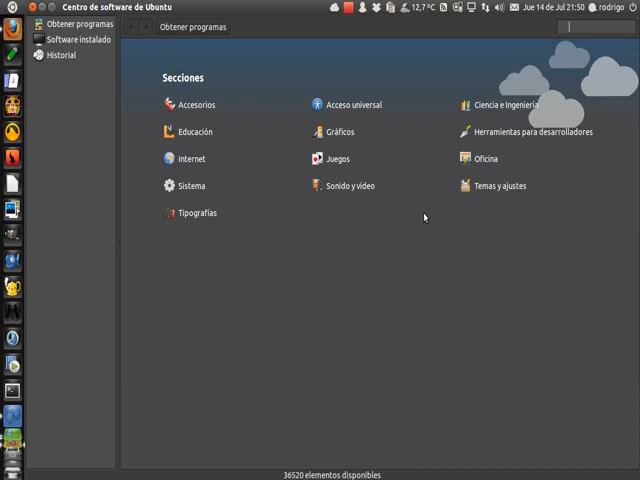 Centro de software de Ubuntu
12,7 °C
Jue 14 de Jul 21:50
rodrigo
Obtener programas
Software instalado
Historial
Obtener programas
Secciones
Accesorios
Acceso universal
Ciencia e Ingeniería
Educación
Gráficos
Herramientas para desarrolladores
Internet
Juegos
Oficina
Sistema
Sonido y vídeo
Temas y ajustes
Tipografías
36520 elementos disponibles